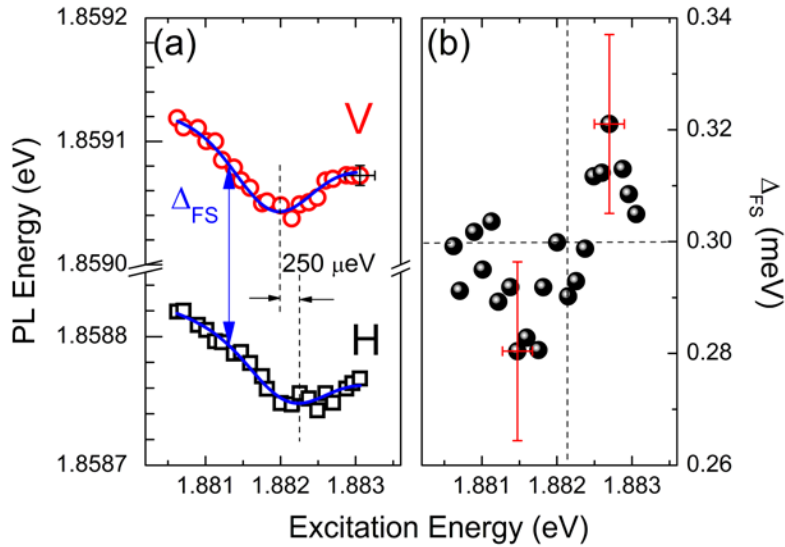 (a)
(b)
1.8592
1.8591
1.8590
1.8588
1.8587
PL Energy (eV)
V
Δ_FS
250 μeV
H
0.34
0.32
0.30
0.28
0.26
Δ_FS (meV)
1.881 1.882 1.883 1.881 1.882 1.883
Excitation Energy (eV)